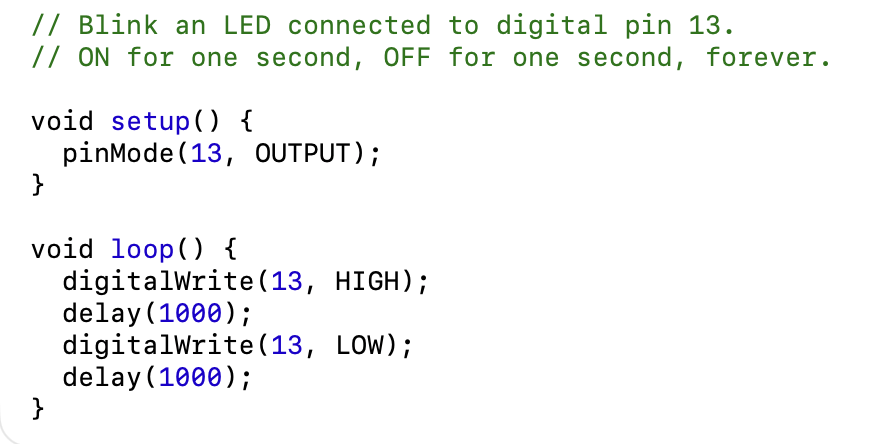 // Blink an LED connected to digital pin 13.
// ON for one second, OFF for one second, forever.

void setup() {
  pinMode(13, OUTPUT);
}

void loop() {
  digitalWrite(13, HIGH);
  delay(1000);
  digitalWrite(13, LOW);
  delay(1000);
}